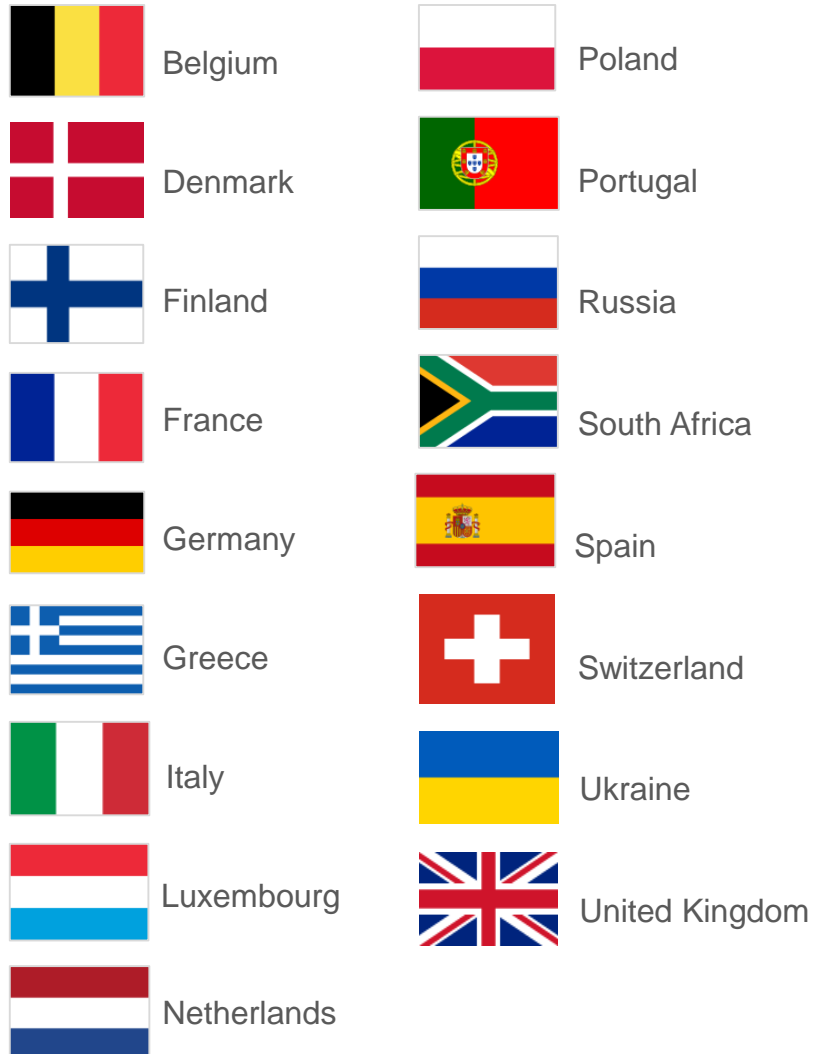 Belgium
Denmark
Finland
France
Germany
Greece
Italy
Luxembourg
Netherlands
Poland
Portugal
Russia
South Africa
Spain
Switzerland
Ukraine
United Kingdom